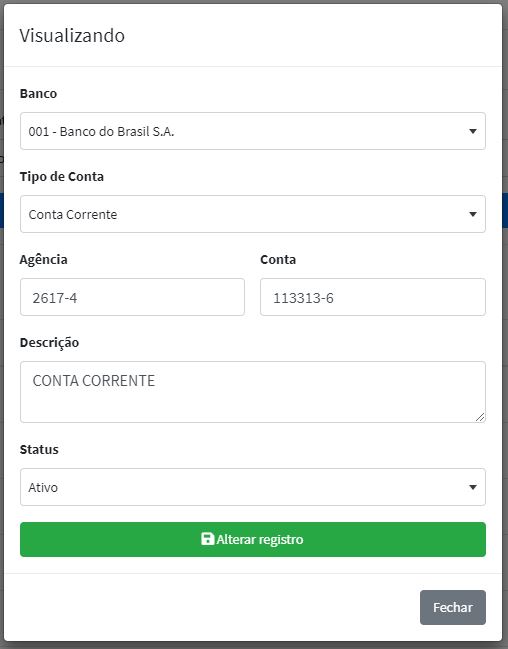 Visualizando
Banco
001 - Banco do Brasil S.A.
Tipo de Conta
Conta Corrente
Agência Conta
2617-4 113313-6
Descrição
CONTA CORRENTE
Status
Ativo
Alterar registro
Fechar